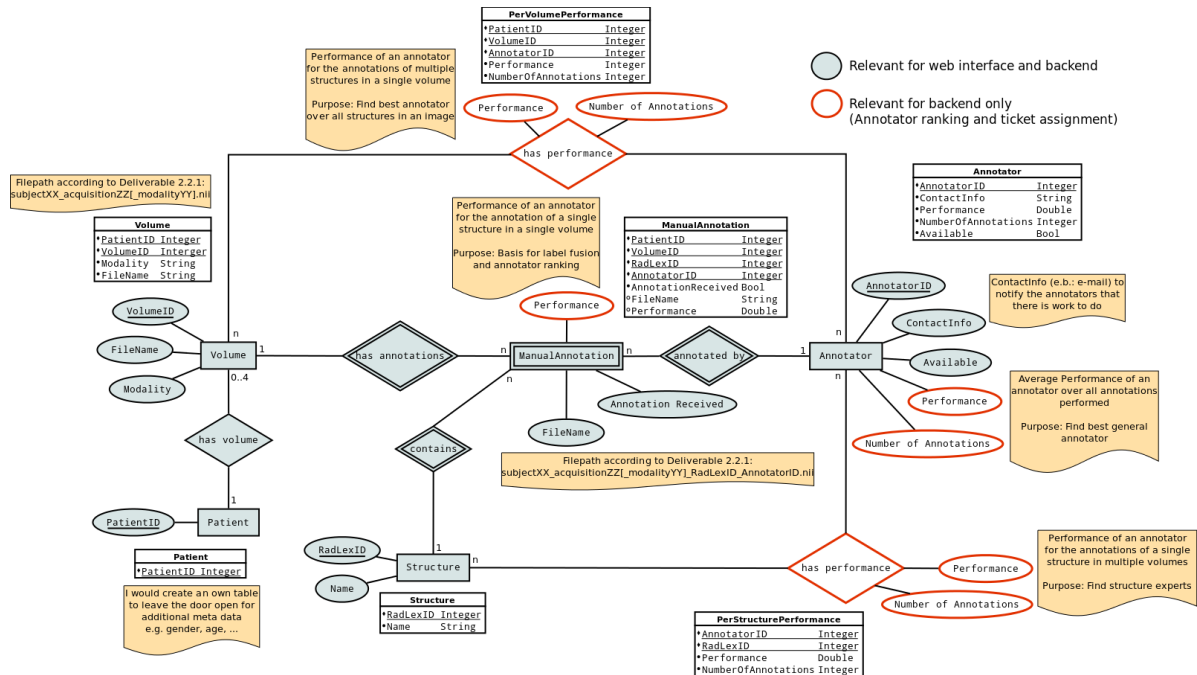 PerVolumePerformance
PatientID Integer
VolumeID Integer
AnnotatorID Integer
Performance Integer
NumberOfAnnotations Integer
Performance of an annotator
for the annotations of multiple
structures in a single volume
Purpose: Find best annotator
over all structures in an image
Relevant for web interface and backend
Relevant for backend only
(Annotator ranking and ticket assignment)
Performance
Number of Annotations
has performance
Filepath according to Deliverable 2.2.1:
subjectXX_acquisitionZZ[_modalityYY].nii
Volume
PatientID Integer
VolumeID Interger
Modality String
FileName String
Performance of an annotator
for the annotation of a single
structure in a single volume
Purpose: Basis for label fusion
and annotator ranking
ManualAnnotation
PatientID Integer
VolumeID Integer
RadLexID Integer
AnnotatorID Integer
AnnotationReceived Bool
FileName String
Performance Double
Annotator
AnnotatorID Integer
ContactInfo String
Performance Double
NumberOfAnnotations Integer
Available Bool
ContactInfo (e.b.: e-mail) to
notify the annotators that
there is work to do
VolumeID
FileName
Modality
n
Volume
1
0..4
has annotations
Performance
n
ManualAnnotation
n
n
annotated by
1
n
Annotator
n
AnnotatorID
ContactInfo
Available
Performance
Number of Annotations
Average Performance of an
annotator over all annotations
performed
Purpose: Find best general
annotator
Annotation Received
FileName
Filepath according to Deliverable 2.2.1:
subjectXX_acquisitionZZ[_modalityYY]_RadLexID_AnnotatorID.nii
has volume
contains
1
PatientID
Patient
Patient
PatientID Integer
I would create an own table
to leave the door open for
additional meta data
e.g. gender, age, ...
RadLexID
Name
1
Structure
n
Structure
RadLexID Integer
Name String
has performance
Performance
Number of Annotations
Performance of an annotator
for the annotations of a single
structure in multiple volumes
Purpose: Find structure experts
PerStructurePerformance
AnnotatorID Integer
RadLexID Integer
Performance Double
NumberOfAnnotations Integer